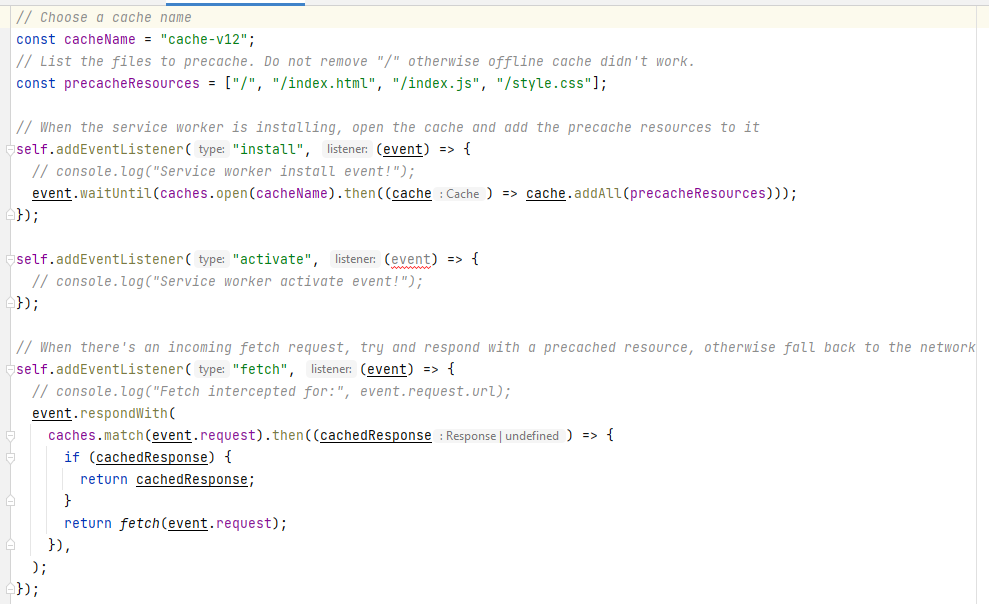 // Choose a cache name
const cacheName = "cache-v12";
// List the files to precache. Do not remove "/" otherwise offline cache didn't work.
const precacheResources = ["/", "/index.html", "/index.js", "/style.css"];

// When the service worker is installing, open the cache and add the precache resources to it
self.addEventListener( type: "install", listener: (event) => {
  // console.log("Service worker install event!");
  event.waitUntil(caches.open(cacheName).then((cache : Cache ) => cache.addAll(precacheResources)));
});

self.addEventListener( type: "activate", listener: (event) => {
  // console.log("Service worker activate event!");
});

// When there's an incoming fetch request, try and respond with a precached resource, otherwise fall back to the network
self.addEventListener( type: "fetch", listener: (event) => {
  // console.log("Fetch intercepted for:", event.request.url);
  event.respondWith(
    caches.match(event.request).then((cachedResponse : Response | undefined ) => {
      if (cachedResponse) {
        return cachedResponse;
      }
      return fetch(event.request);
    }),
  );
});